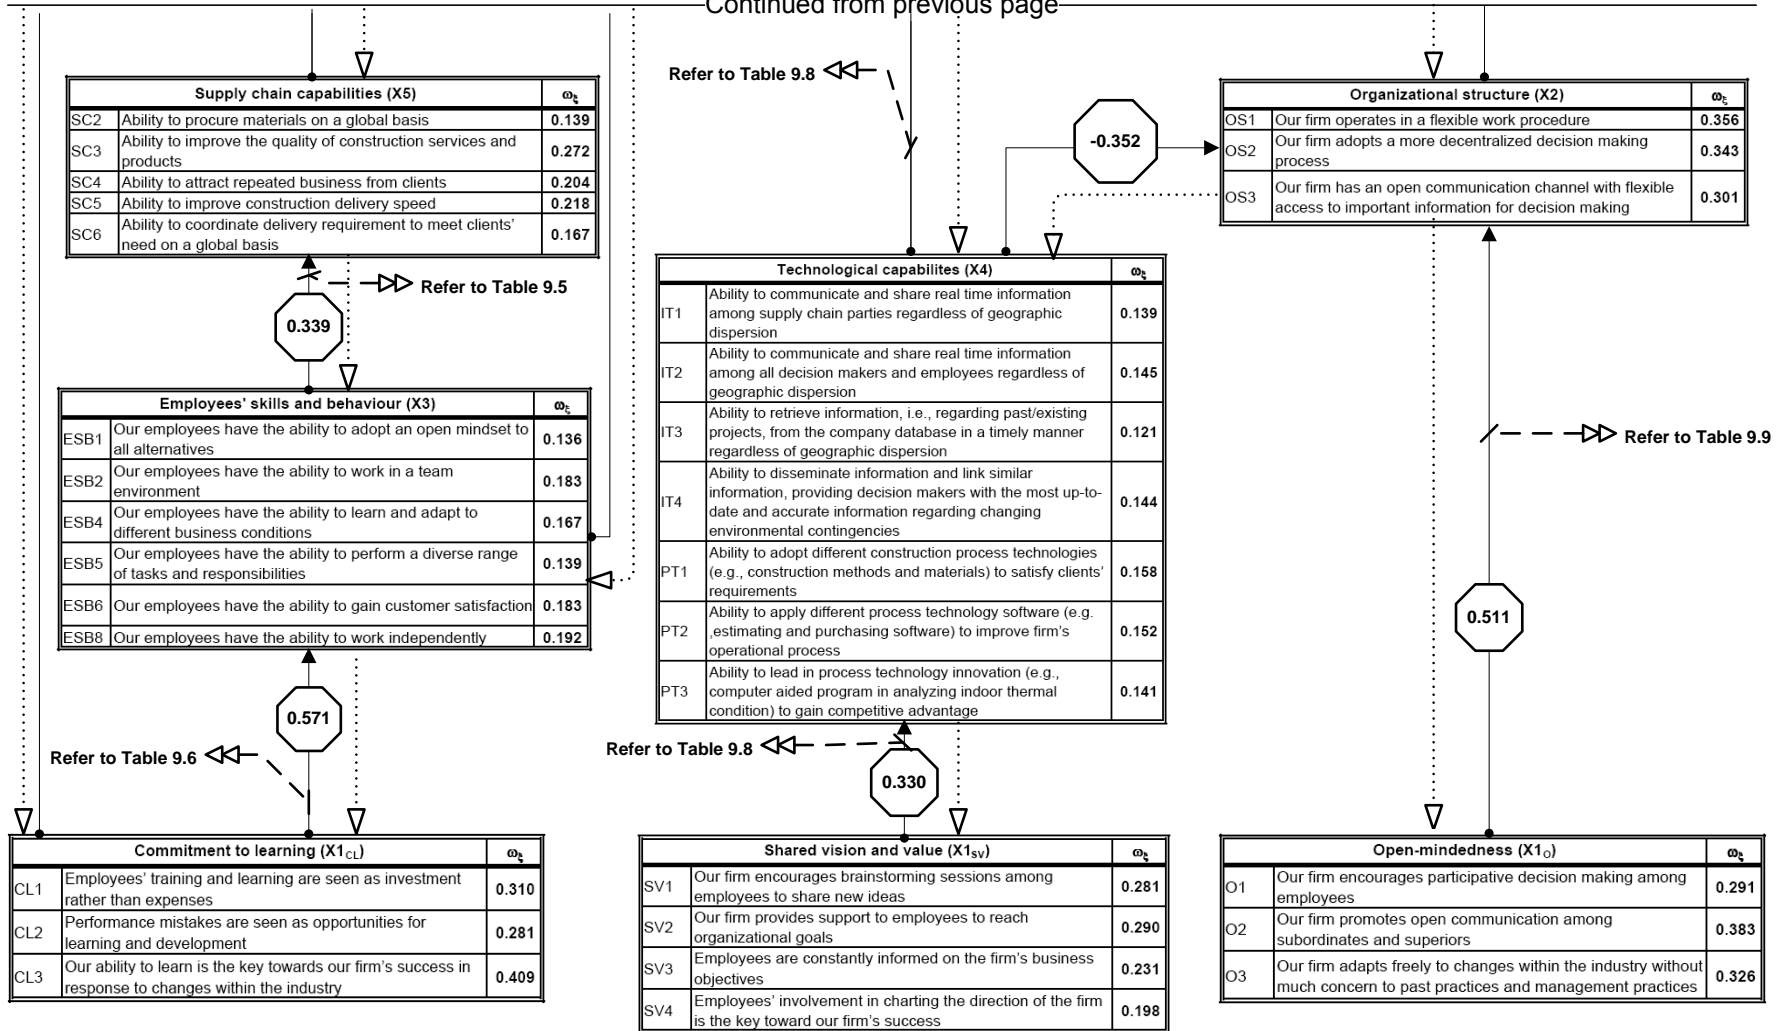 Continued from previous page
Refer to Table 9.8
Supply chain capabilities (X5) ωξ
SC2 Ability to procure materials on a global basis 0.139
SC3 Ability to improve the quality of construction services and
products 0.272
SC4 Ability to attract repeated business from clients 0.204
SC5 Ability to improve construction delivery speed 0.218
SC6 Ability to coordinate delivery requirement to meet clients'
need on a global basis 0.167
-0.352
Organizational structure (X2) ωξ
OS1 Our firm operates in a flexible work procedure 0.356
OS2 Our firm adopts a more decentralized decision making
process 0.343
OS3 Our firm has an open communication channel with flexible
access to important information for decision making 0.301
Refer to Table 9.5
0.339
Employees' skills and behaviour (X3) ωξ
ESB1 Our employees have the ability to adopt an open mindset to
all alternatives 0.136
ESB2 Our employees have the ability to work in a team
environment 0.183
ESB4 Our employees have the ability to learn and adapt to
different business conditions 0.167
ESB5 Our employees have the ability to perform a diverse range
of tasks and responsibilities 0.139
ESB6 Our employees have the ability to gain customer satisfaction 0.183
ESB8 Our employees have the ability to work independently 0.192
Technological capabilites (X4) ωξ
IT1 Ability to communicate and share real time information
among supply chain parties regardless of geographic
dispersion 0.139
IT2 Ability to communicate and share real time information
among all decision makers and employees regardless of
geographic dispersion 0.145
IT3 Ability to retrieve information, i.e., regarding past/existing
projects, from the company database in a timely manner
regardless of geographic dispersion 0.121
IT4 Ability to disseminate information and link similar
information, providing decision makers with the most up-to-
date and accurate information regarding changing
environmental contingencies 0.144
PT1 Ability to adopt different construction process technologies
(e.g., construction methods and materials) to satisfy clients'
requirements 0.158
PT2 Ability to apply different process technology software (e.g.
,estimating and purchasing software) to improve firm's
operational process 0.152
PT3 Ability to lead in process technology innovation (e.g.,
computer aided program in analyzing indoor thermal
condition) to gain competitive advantage 0.141
Refer to Table 9.9
0.511
0.571
Refer to Table 9.6
Refer to Table 9.8
0.330
Commitment to learning (X1CL) ωξ
CL1 Employees' training and learning are seen as investment
rather than expenses 0.310
CL2 Performance mistakes are seen as opportunities for
learning and development 0.281
CL3 Our ability to learn is the key towards our firm's success in
response to changes within the industry 0.409
Shared vision and value (X1SV) ωξ
SV1 Our firm encourages brainstorming sessions among
employees to share new ideas 0.281
SV2 Our firm provides support to employees to reach
organizational goals 0.290
SV3 Employees are constantly informed on the firm's business
objectives 0.231
SV4 Employees' involvement in charting the direction of the firm
is the key toward our firm's success 0.198
Open-mindedness (X1O) ωξ
O1 Our firm encourages participative decision making among
employees 0.291
O2 Our firm promotes open communication among
subordinates and superiors 0.383
O3 Our firm adapts freely to changes within the industry without
much concern to past practices and management practices 0.326